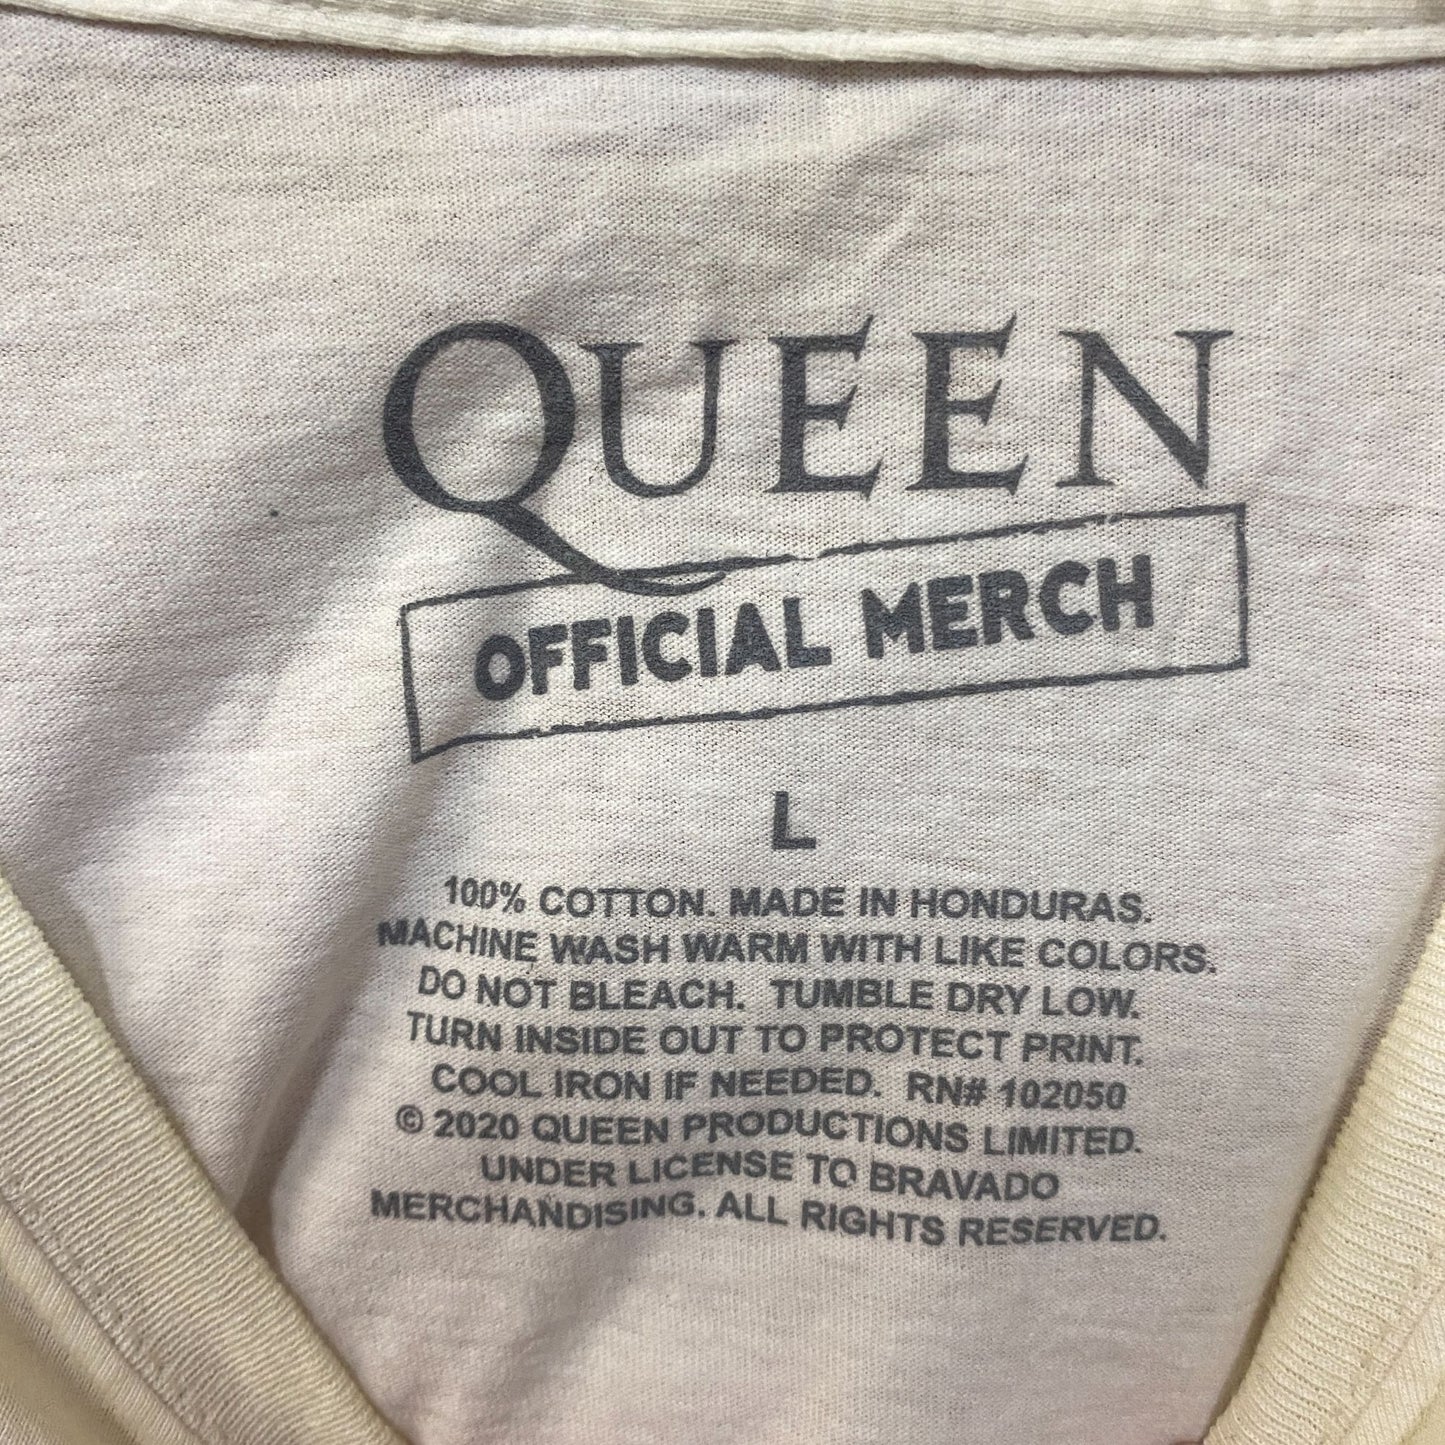 QUEEN
OFFICIAL MERCH
L
100% COTTON. MADE IN HONDURAS.
MACHINE WASH WARM WITH LIKE COLORS.
DO NOT BLEACH. TUMBLE DRY LOW.
TURN INSIDE OUT TO PROTECT PRINT.
COOL IRON IF NEEDED. RN# 102050
© 2020 QUEEN PRODUCTIONS LIMITED.
UNDER LICENSE TO BRAVADO
MERCHANDISING. ALL RIGHTS RESERVED.